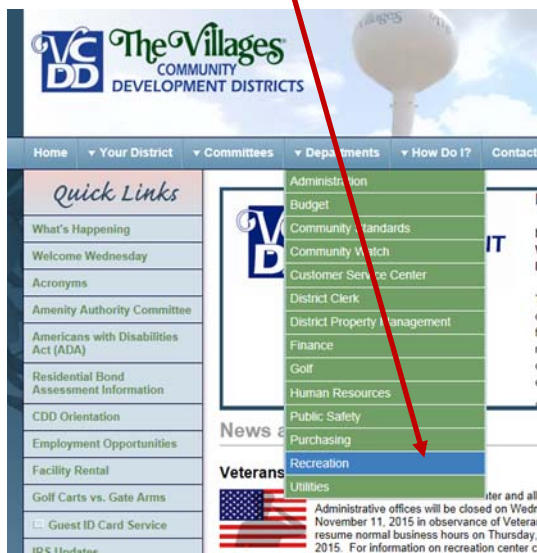 VC
DD
The Villages
COMMUNITY
DEVELOPMENT DISTRICTS
Home Your District Committees Departments How Do I? Contact
Quick Links
What's Happening
Welcome Wednesday
Acronyms
Amenity Authority Committee
Americans with Disabilities
Act (ADA)
Residential Bond
Assessment Information
CDD Orientation
Employment Opportunities
Facility Rental
Golf Carts vs. Gate Arms
Guest ID Card Service
IRS Updates
Administration
Budget
Community Standards
Community Watch
Customer Service Center
District Clerk
District Property Management
Finance
Golf
Human Resources
Public Safety
Purchasing
Recreation
Utilities
IT
News
Veterans
ter and all
Administrative offices will be closed on Wedn
November 11, 2015 in observance of Vetera
resume normal business hours on Thursday,
2015. For information on recreation center o